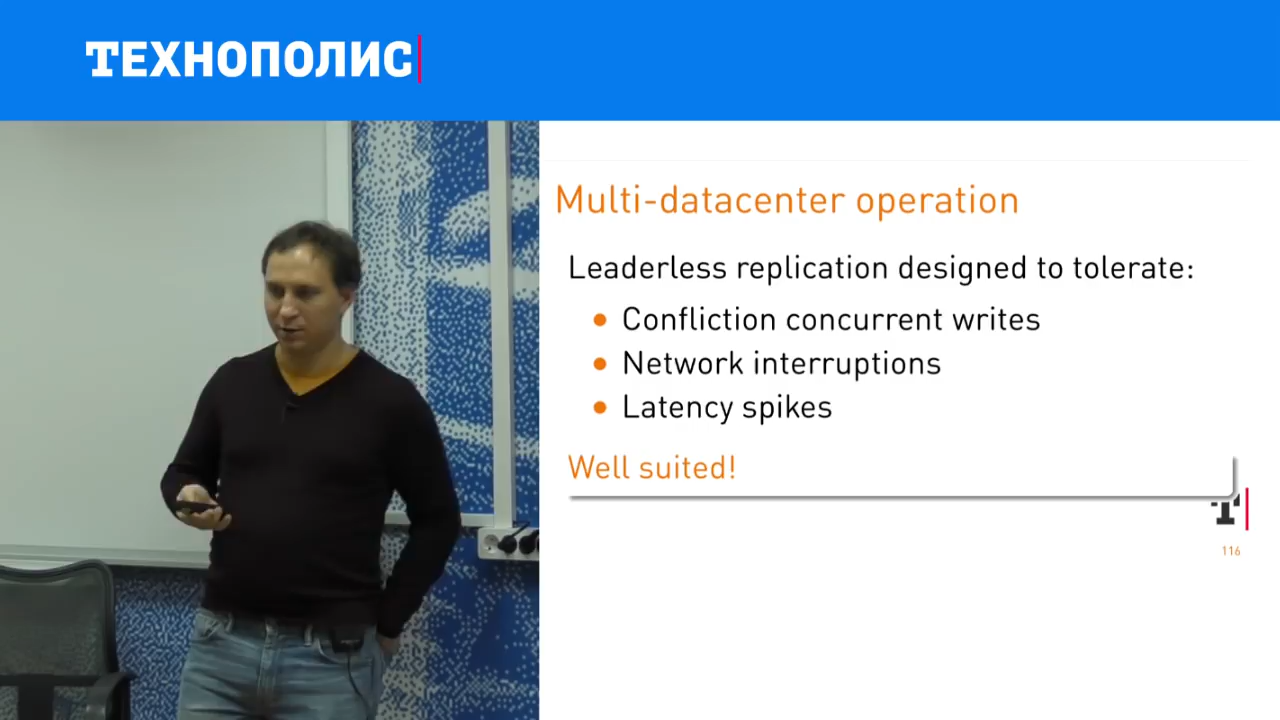 ТЕХНОПОЛИС
Multi-datacenter operation
Leaderless replication designed to tolerate:
• Confliction concurrent writes
• Network interruptions
• Latency spikes
Well suited!
т
116